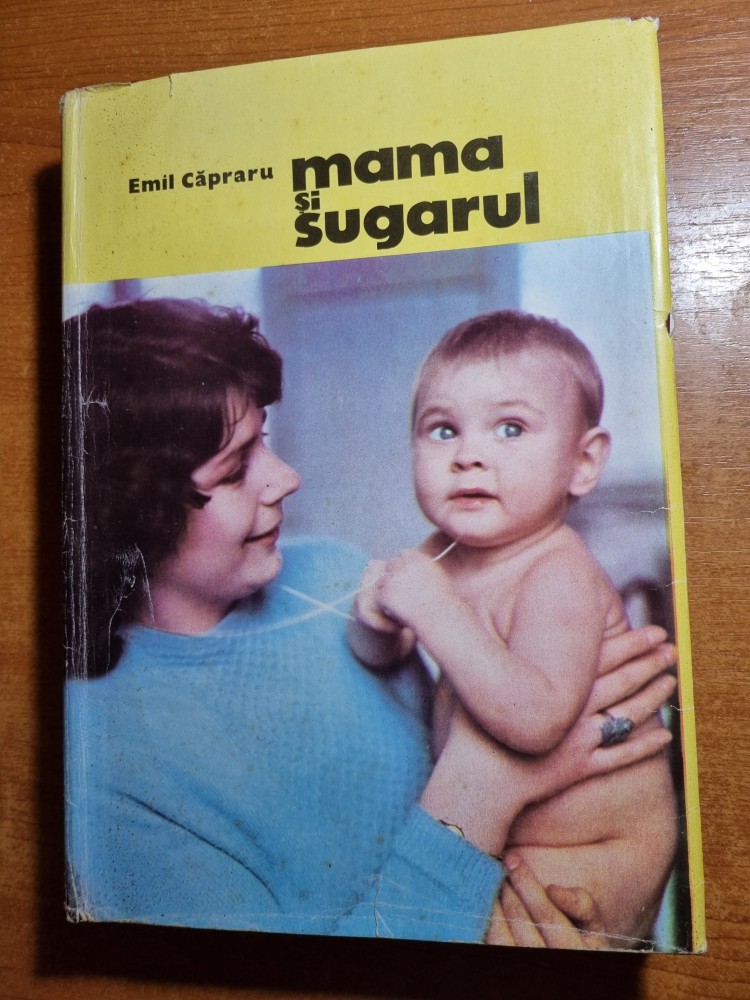 Emil Căpraru
mama
și
sugarul